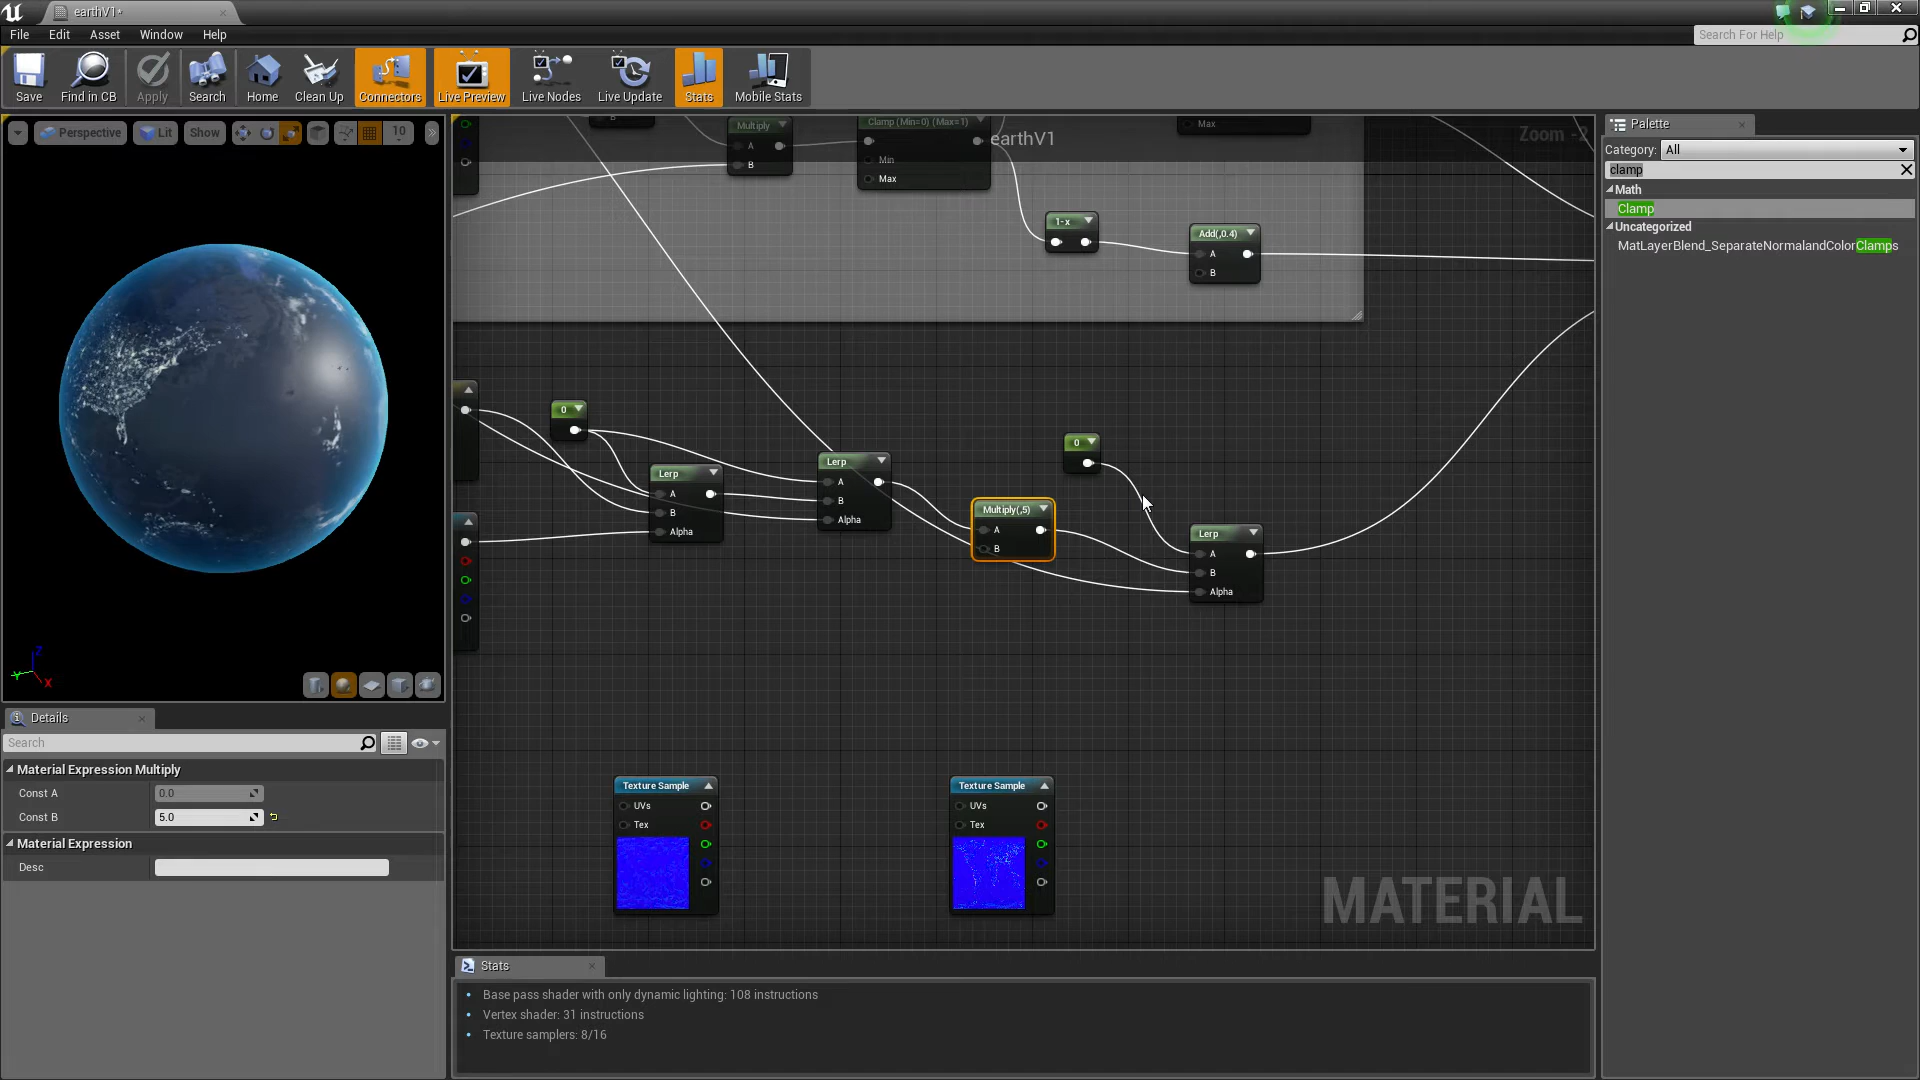 earthV1*
File Edit Asset Window Help
Search For Help
Save Find in CB Apply Search Home Clean Up Connectors Live Preview Live Nodes Live Update Stats Mobile Stats
Perspective Lit Show 10
earthV1
Zoom -2
B
Multiply
A
B
Clamp (Min=0) (Max=1)
Min
Max
Max
1-x
Add(,0.4)
A
B
0
Lerp
A
B
Alpha
Lerp
A
B
Alpha
0
Multiply(,5)
A
B
Lerp
A
B
Alpha
Texture Sample
UVs
Tex
Texture Sample
UVs
Tex
MATERIAL
Z
Y
X
Palette
Category: All
clamp
Math
Clamp
Uncategorized
MatLayerBlend_SeparateNormalandColorClamps
Details
Search
Material Expression Multiply
Const A 0.0
Const B 5.0
Material Expression
Desc
Stats
Base pass shader with only dynamic lighting: 108 instructions
Vertex shader: 31 instructions
Texture samplers: 8/16